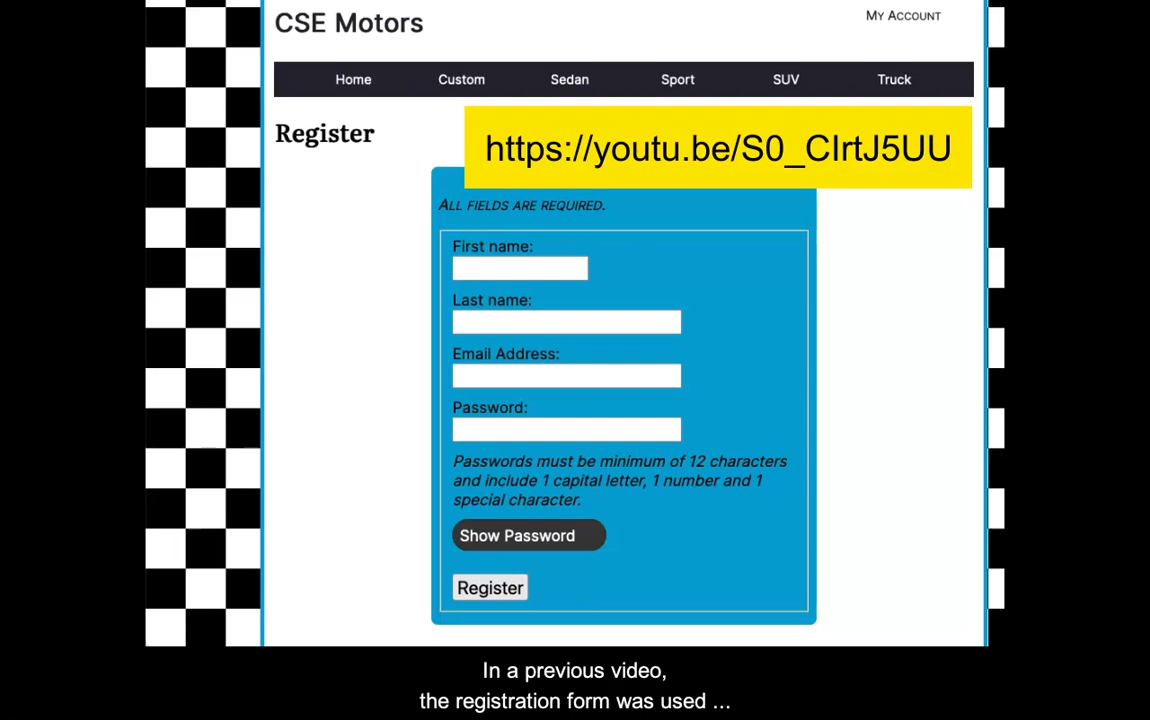 CSE Motors
MY ACCOUNT
Home Custom Sedan Sport SUV Truck
Register
https://youtu.be/S0_CIrtJ5UU
ALL FIELDS ARE REQUIRED.
First name:
Last name:
Email Address:
Password:
Passwords must be minimum of 12 characters
and include 1 capital letter, 1 number and 1
special character.
Show Password
Register
In a previous video,
the registration form was used ...